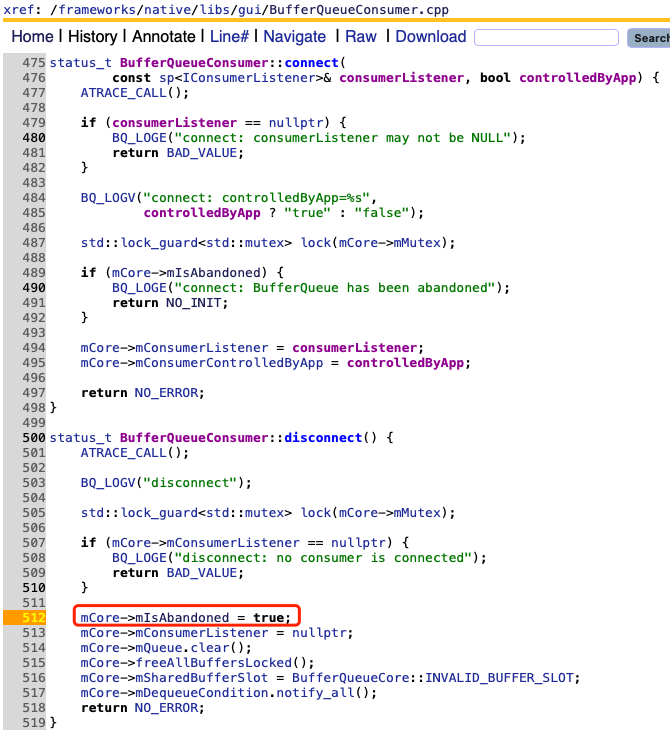 xref: /frameworks/native/libs/gui/BufferQueueConsumer.cpp
Home | History | Annotate | Line# | Navigate | Raw | Download Search
475 status_t BufferQueueConsumer::connect(
476         const sp<IConsumerListener>& consumerListener, bool controlledByApp) {
477     ATRACE_CALL();
478
479     if (consumerListener == nullptr) {
480         BQ_LOGE("connect: consumerListener may not be NULL");
481         return BAD_VALUE;
482     }
483
484     BQ_LOGV("connect: controlledByApp=%s",
485             controlledByApp ? "true" : "false");
486
487     std::lock_guard<std::mutex> lock(mCore->mMutex);
488
489     if (mCore->mIsAbandoned) {
490         BQ_LOGE("connect: BufferQueue has been abandoned");
491         return NO_INIT;
492     }
493
494     mCore->mConsumerListener = consumerListener;
495     mCore->mConsumerControlledByApp = controlledByApp;
496
497     return NO_ERROR;
498 }
499
500 status_t BufferQueueConsumer::disconnect() {
501     ATRACE_CALL();
502
503     BQ_LOGV("disconnect");
504
505     std::lock_guard<std::mutex> lock(mCore->mMutex);
506
507     if (mCore->mConsumerListener == nullptr) {
508         BQ_LOGE("disconnect: no consumer is connected");
509         return BAD_VALUE;
510     }
511
512     mCore->mIsAbandoned = true;
513     mCore->mConsumerListener = nullptr;
514     mCore->mQueue.clear();
515     mCore->freeAllBuffersLocked();
516     mCore->mSharedBufferSlot = BufferQueueCore::INVALID_BUFFER_SLOT;
517     mCore->mDequeueCondition.notify_all();
518     return NO_ERROR;
519 }